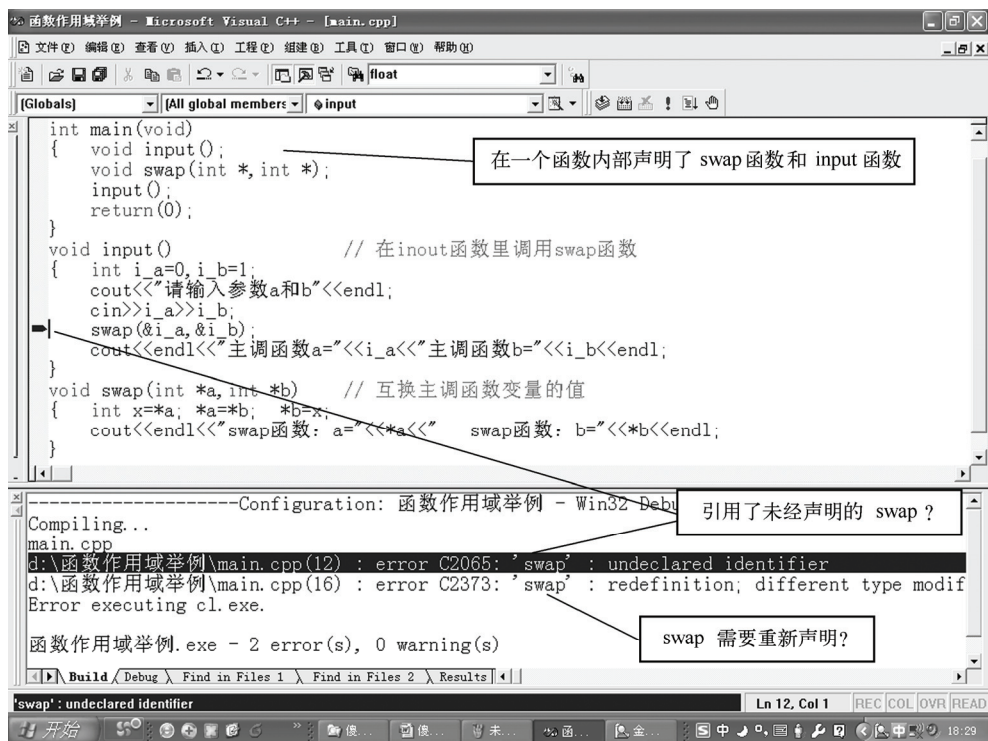 函数作用域举例 - Microsoft Visual C++ - [main.cpp]
文件(F) 编辑(E) 查看(V) 插入(I) 工程(P) 组建(B) 工具(T) 窗口(W) 帮助(H)
float
(Globals) (All global members input
int main(void)
{ void input();
void swap(int *,int *);
input();
return(0);
}
void input() // 在inout函数里调用swap函数
{ int i_a=0,i_b=1;
cout<<"请输入参数a和b"<<endl;
cin>>i_a>>i_b;
swap(&i_a,&i_b);
cout<<endl<<"主调函数a="<<i_a<<"主调函数b="<<i_b<<endl;
}
void swap(int *a,int *b) // 互换主调函数变量的值
{ int x=*a; *a=*b; *b=x;
cout<<endl<<"swap函数: a="<<*a<<" swap函数: b="<<*b<<endl;
}
在一个函数内部声明了 swap 函数和 input 函数
--------------------Configuration: 函数作用域举例 - Win32 Debu
引用了未经声明的 swap？
Compiling...
main.cpp
d:\函数作用域举例\main.cpp(12) : error C2065: 'swap' : undeclared identifier
d:\函数作用域举例\main.cpp(16) : error C2373: 'swap' : redefinition; different type modif
Error executing cl.exe.
swap 需要重新声明?
函数作用域举例.exe - 2 error(s), 0 warning(s)
Build Debug Find in Files 1 Find in Files 2 Results
'swap' : undeclared identifier Ln 12, Col 1 REC COL OVR READ
开始 傻... 傻... 未... 函... 金... 中 中 18:29